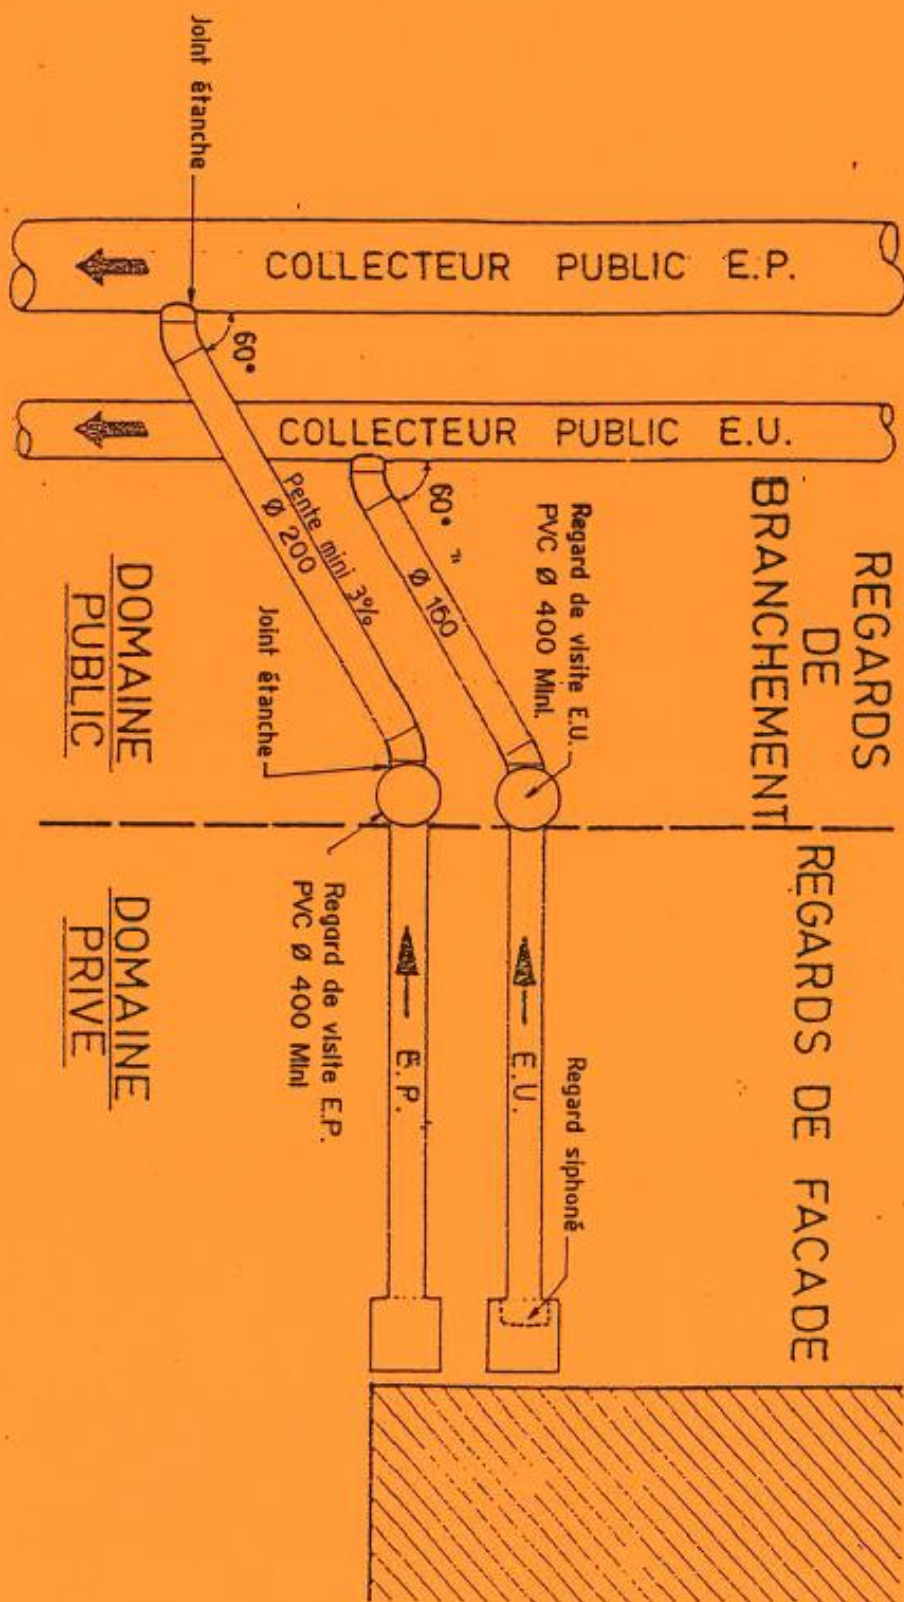 COLLECTEUR PUBLIC E.P.
COLLECTEUR PUBLIC E.U.
REGARDS
DE
BRANCHEMENT
REGARDS DE FACADE
Joint étanche
60°
60°
Pente mini 3%
Ø 200
Ø 160
Regard de visite E.U.
PVC Ø 400 Mini.
Joint étanche
Regard de visite E.P.
PVC Ø 400 Mini
Regard siphoné
E.U.
E.P.
DOMAINE
PUBLIC
DOMAINE
PRIVE